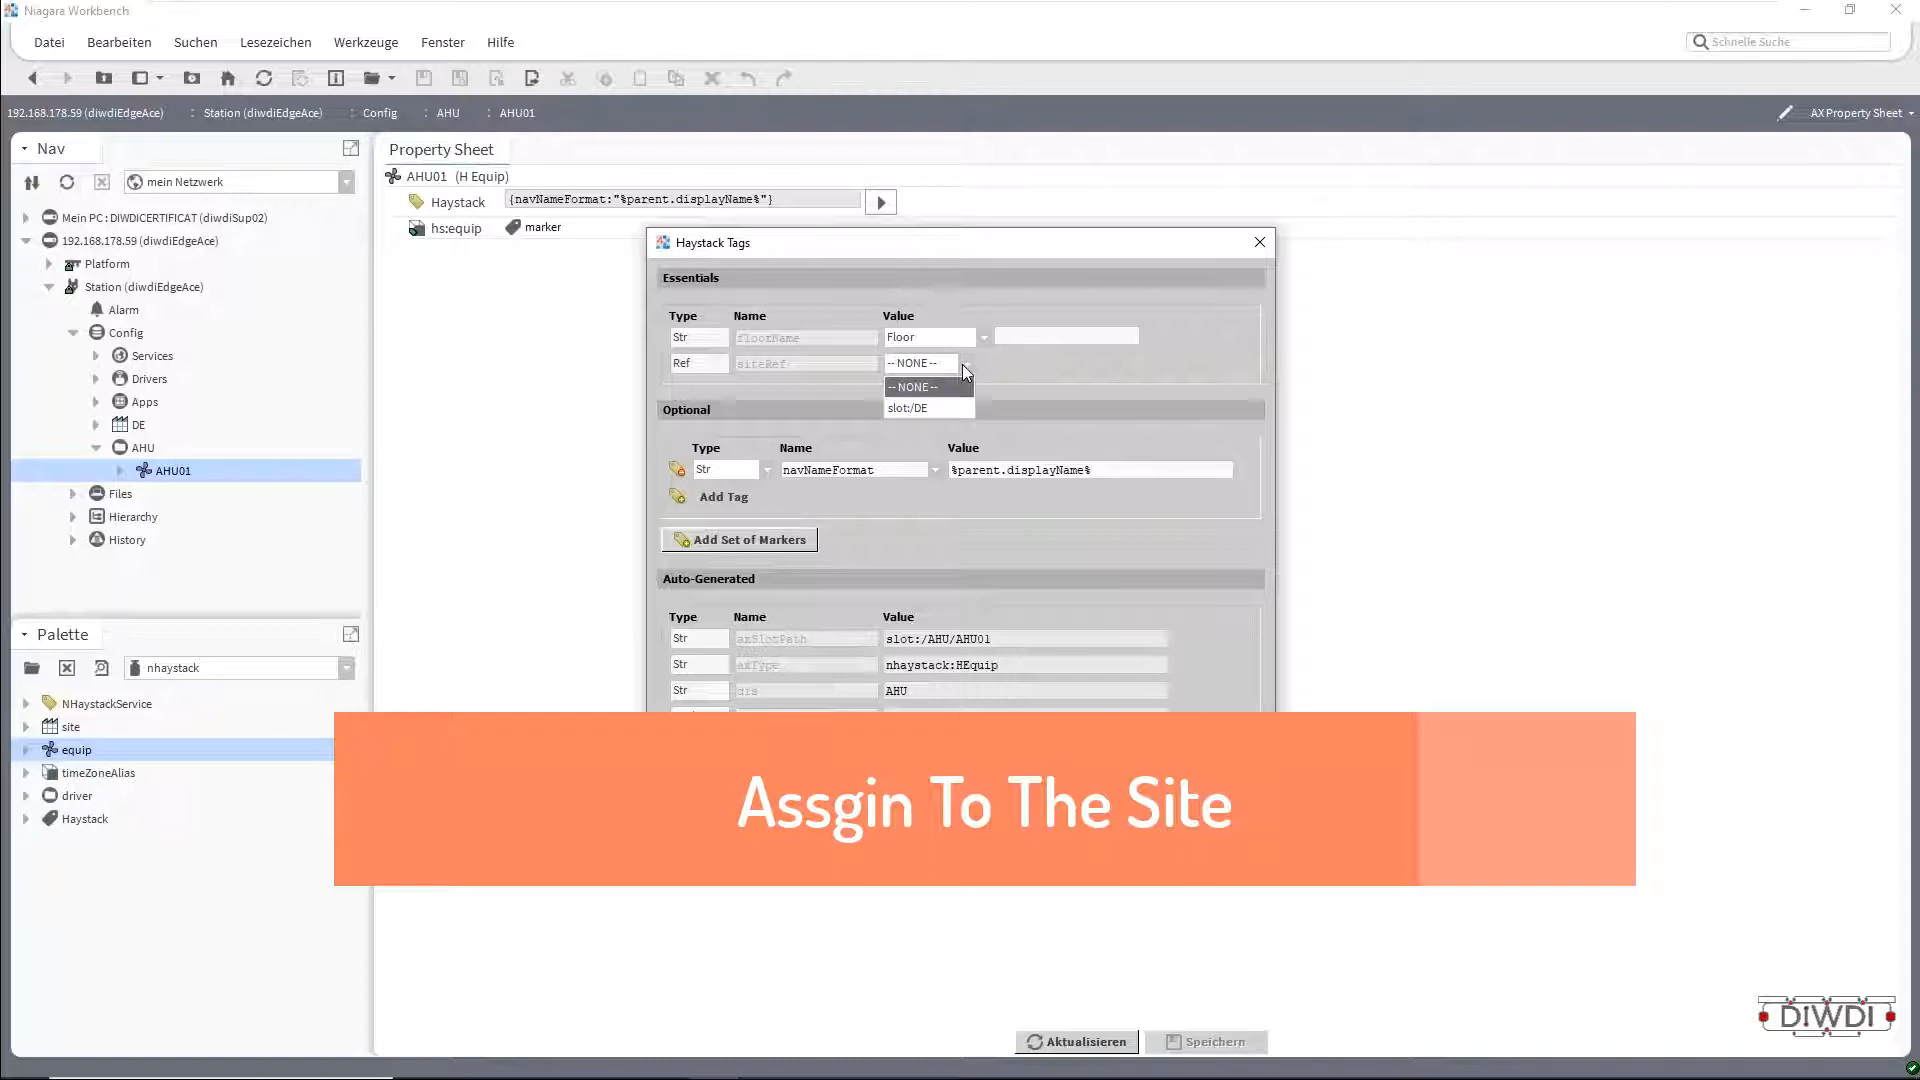 Niagara Workbench
Datei Bearbeiten Suchen Lesezeichen Werkzeuge Fenster Hilfe
Schnelle Suche
192.168.178.59 (diwdiEdgeAce) : Station (diwdiEdgeAce) : Config : AHU : AHU01
AX Property Sheet
Nav
mein Netzwerk
Mein PC : DIWDICERTIFICAT (diwdiSup02)
192.168.178.59 (diwdiEdgeAce)
Platform
Station (diwdiEdgeAce)
Alarm
Config
Services
Drivers
Apps
DE
AHU
AHU01
Files
Hierarchy
History
Palette
nhaystack
NHaystackService
site
equip
timeZoneAlias
driver
Haystack
Property Sheet
AHU01 (H Equip)
Haystack {navNameFormat:"%parent.displayName%"}
hs:equip marker
Haystack Tags
Essentials
Type Name Value
Str floorName Floor
Ref siteRef -- NONE --
-- NONE --
slot:/DE
Optional
Type Name Value
Str navNameFormat %parent.displayName%
Add Tag
Add Set of Markers
Auto-Generated
Type Name Value
Str axSlotPath slot:/AHU/AHU01
Str axType nhaystack:HEquip
Str dis AHU
Assgin To The Site
Aktualisieren Speichern
DIWDI